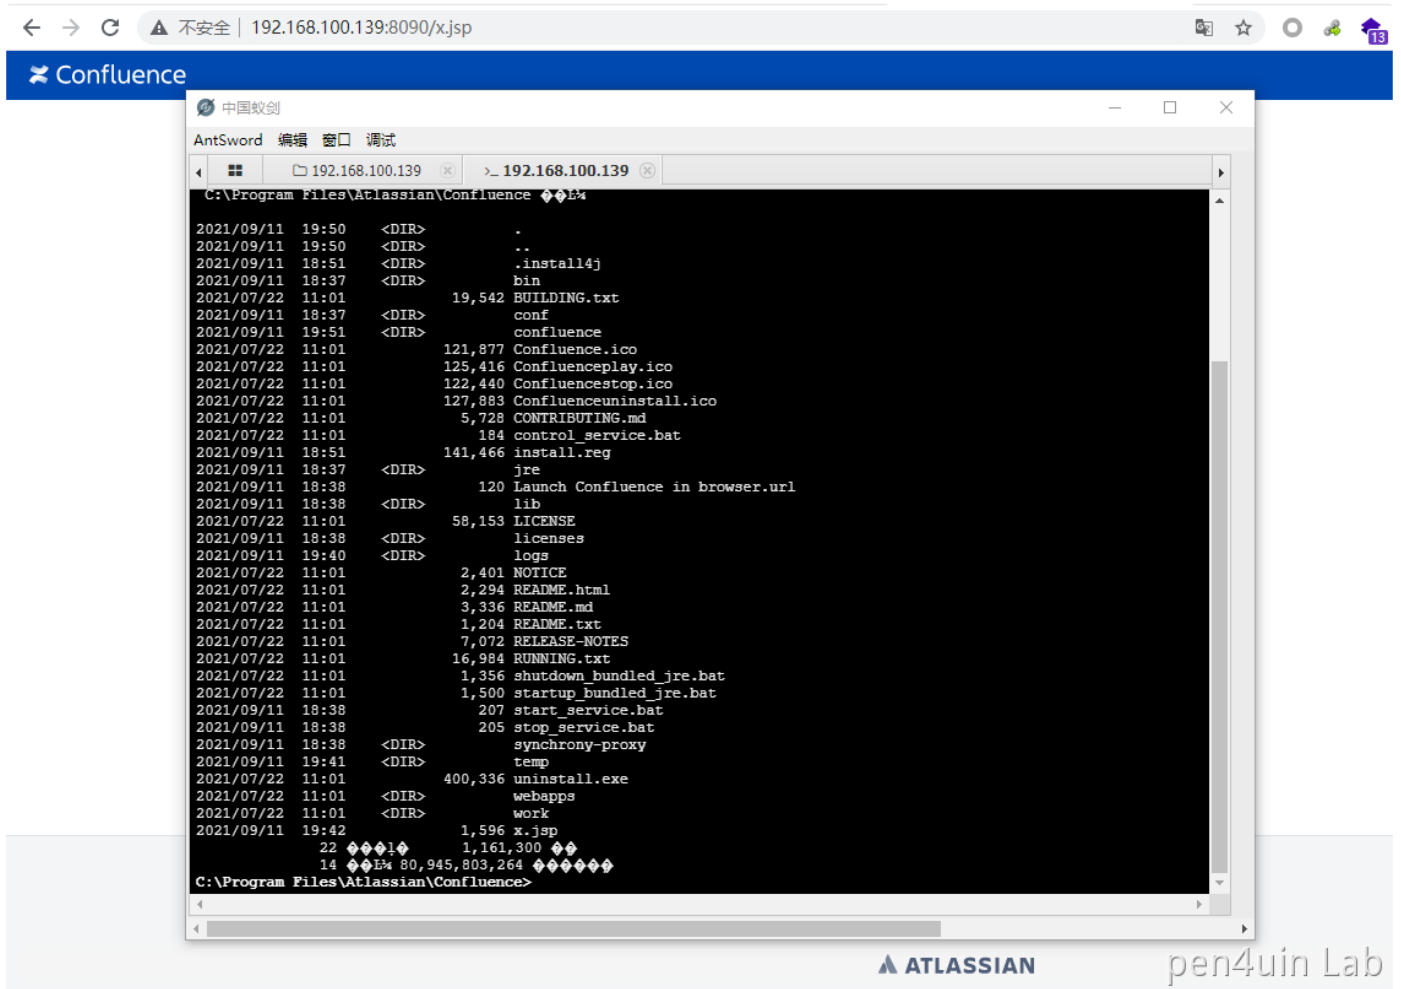 不安全 | 192.168.100.139:8090/x.jsp
13
Confluence
中国蚁剑
AntSword 编辑 窗口 调试
192.168.100.139 >_ 192.168.100.139
C:\Program Files\Atlassian\Confluence ��Ŀ¼
2021/09/11 19:50 <DIR> .
2021/09/11 19:50 <DIR> ..
2021/09/11 18:51 <DIR> .install4j
2021/09/11 18:37 <DIR> bin
2021/07/22 11:01 19,542 BUILDING.txt
2021/09/11 18:37 <DIR> conf
2021/09/11 19:51 <DIR> confluence
2021/07/22 11:01 121,877 Confluence.ico
2021/07/22 11:01 125,416 Confluenceplay.ico
2021/07/22 11:01 122,440 Confluencestop.ico
2021/07/22 11:01 127,883 Confluenceuninstall.ico
2021/07/22 11:01 5,728 CONTRIBUTING.md
2021/07/22 11:01 184 control_service.bat
2021/09/11 18:51 141,466 install.reg
2021/09/11 18:37 <DIR> jre
2021/09/11 18:38 120 Launch Confluence in browser.url
2021/09/11 18:38 <DIR> lib
2021/07/22 11:01 58,153 LICENSE
2021/09/11 18:38 <DIR> licenses
2021/09/11 19:40 <DIR> logs
2021/07/22 11:01 2,401 NOTICE
2021/07/22 11:01 2,294 README.html
2021/07/22 11:01 3,336 README.md
2021/07/22 11:01 1,204 README.txt
2021/07/22 11:01 7,072 RELEASE-NOTES
2021/07/22 11:01 16,984 RUNNING.txt
2021/07/22 11:01 1,356 shutdown_bundled_jre.bat
2021/07/22 11:01 1,500 startup_bundled_jre.bat
2021/09/11 18:38 207 start_service.bat
2021/09/11 18:38 205 stop_service.bat
2021/09/11 18:38 <DIR> synchrony-proxy
2021/09/11 19:41 <DIR> temp
2021/07/22 11:01 400,336 uninstall.exe
2021/07/22 11:01 <DIR> webapps
2021/07/22 11:01 <DIR> work
2021/09/11 19:42 1,596 x.jsp
22 ���ļ� 1,161,300 ��
14 ��Ŀ¼ 80,945,803,264 ������
C:\Program Files\Atlassian\Confluence>
ATLASSIAN
pen4uin Lab